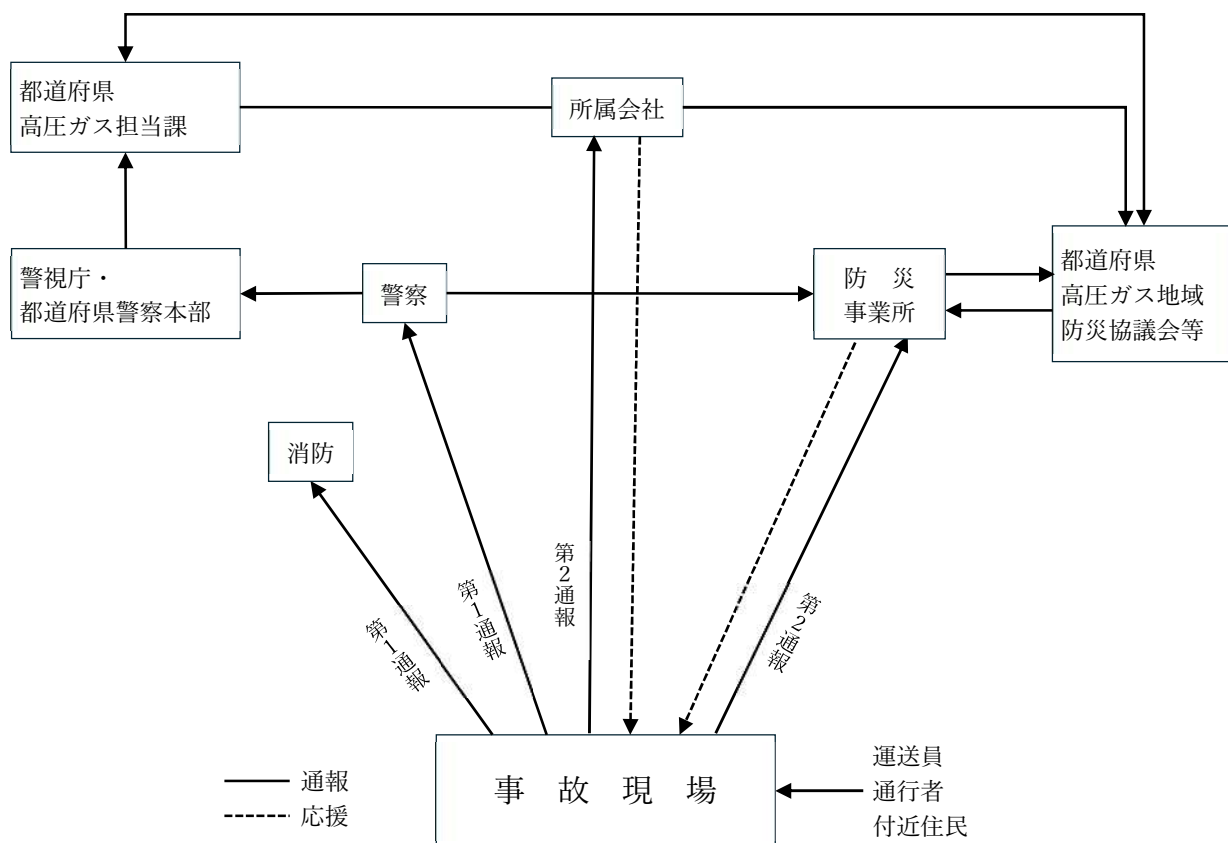 都道府県
高圧ガス担当課
所属会社
警視庁・
都道府県警察本部
警察
防　災
事業所
都道府県
高圧ガス地域
防災協議会等
消防
第1通報
第1通報
第2通報
第2通報
通報
応援
事　故　現　場
運送員
通行者
付近住民